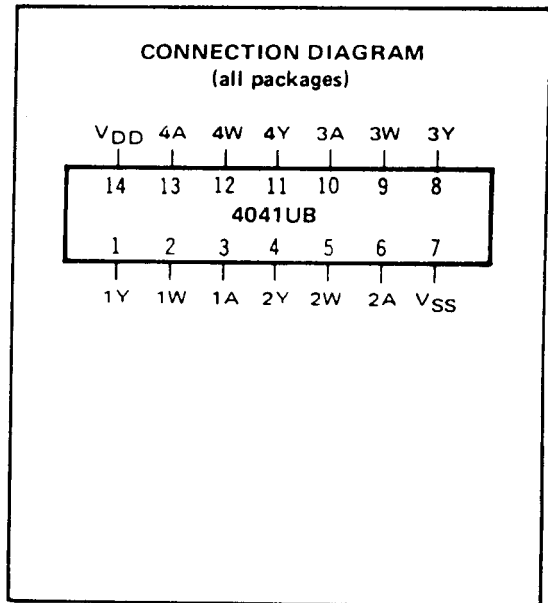 CONNECTION DIAGRAM
(all packages)
VDD 4A 4W 4Y 3A 3W 3Y
14 13 12 11 10 9 8
4041UB
1 2 3 4 5 6 7
1Y 1W 1A 2Y 2W 2A VSS